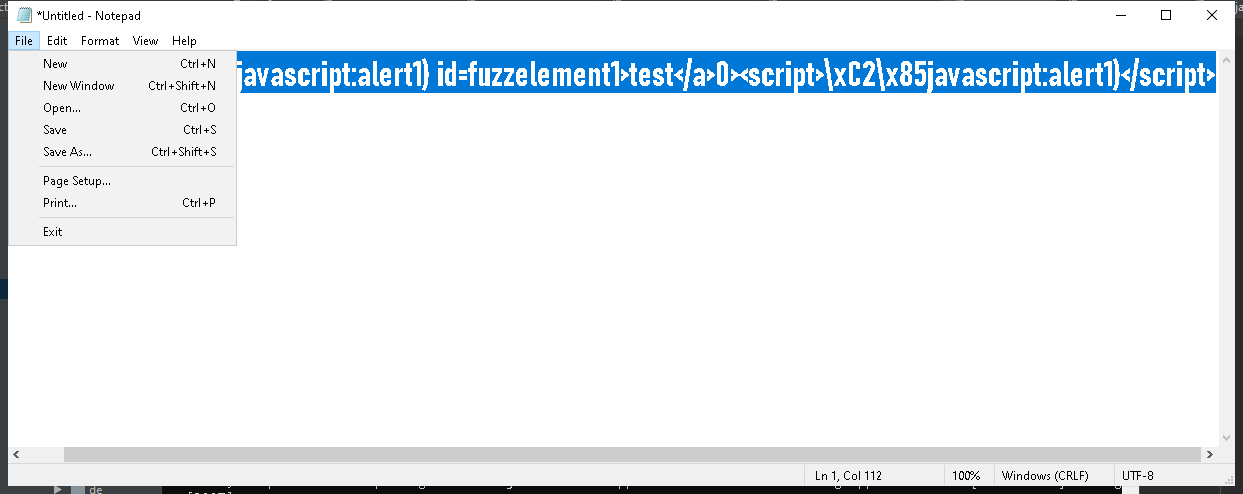 *Untitled - Notepad
File Edit Format View Help
New Ctrl+N
New Window Ctrl+Shift+N
Open... Ctrl+O
Save Ctrl+S
Save As... Ctrl+Shift+S
Page Setup...
Print... Ctrl+P
Exit
javascript:alert1) id=fuzzelement1>test</a>0><script>\xC2\x85javascript:alert1)</script>
Ln 1, Col 112 100% Windows (CRLF) UTF-8
de